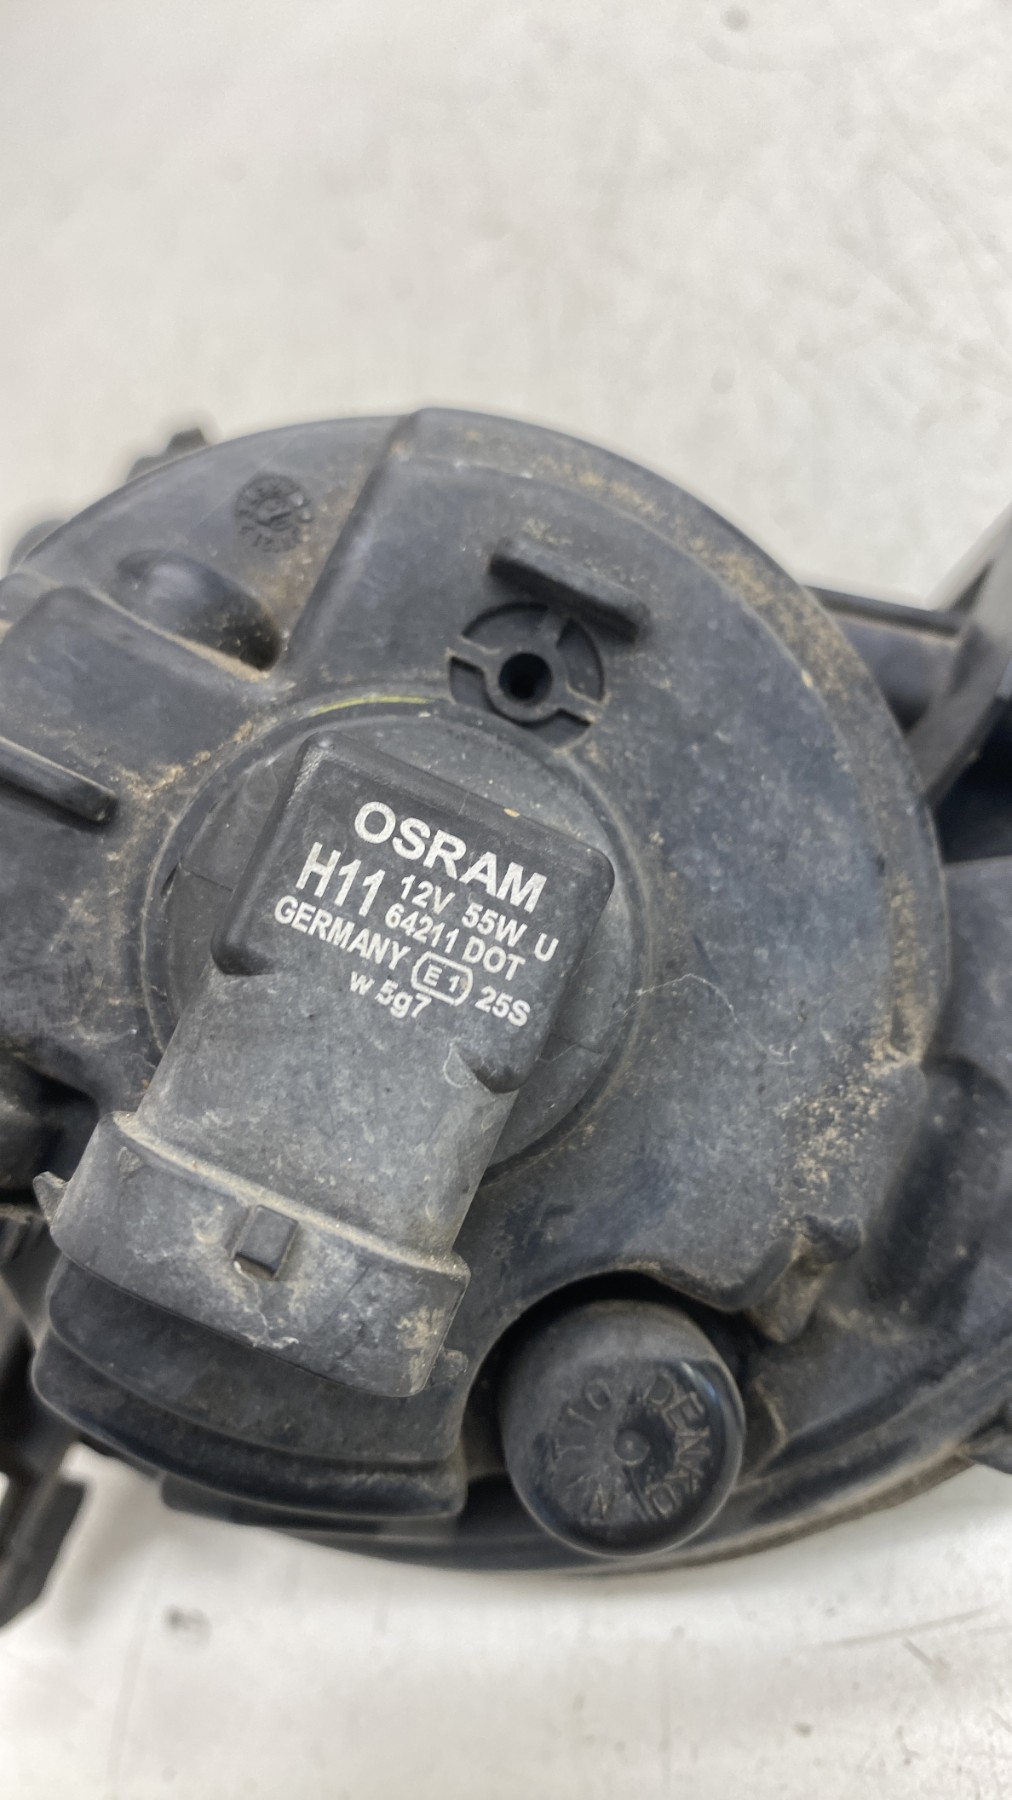 OSRAM
H11 12V 55W U
64211 DOT
GERMANY E1 25S
w 5g7